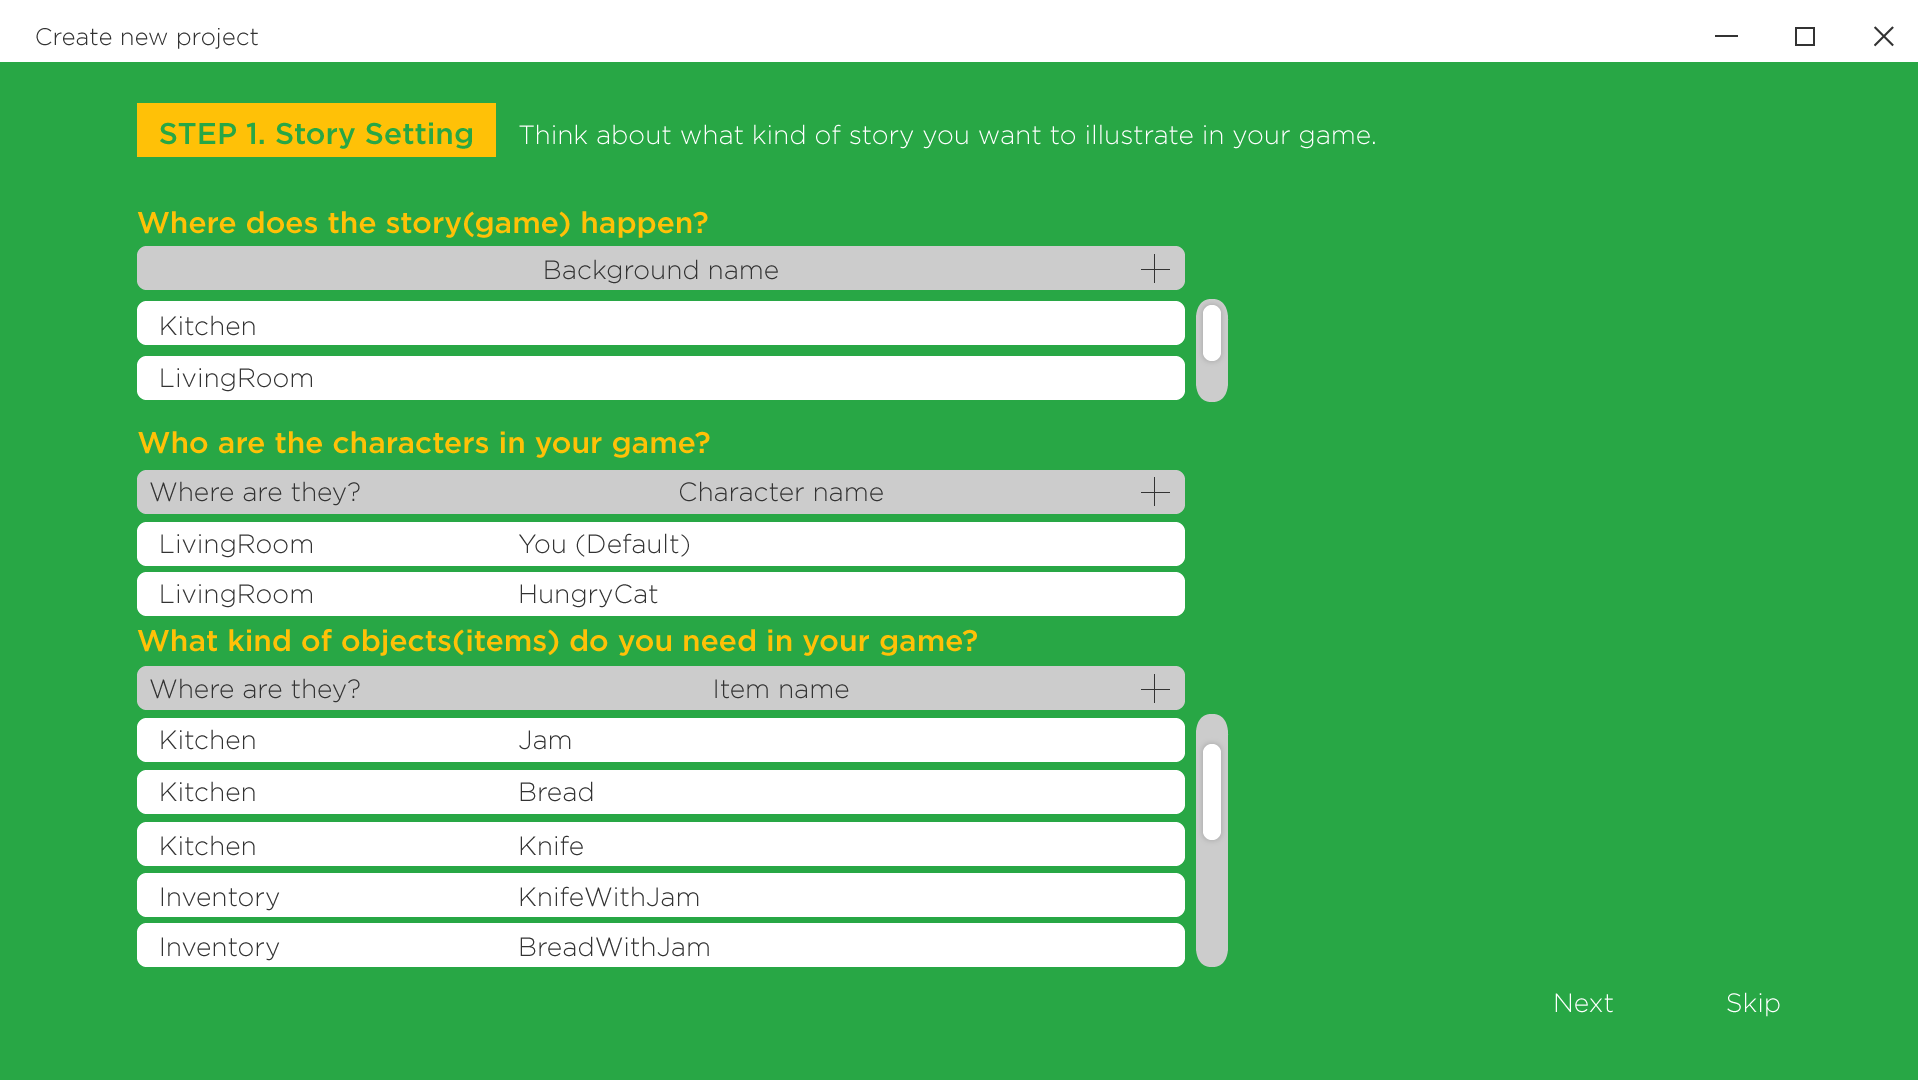 Create new project
STEP 1. Story Setting Think about what kind of story you want to illustrate in your game.
Where does the story(game) happen?
Background name
Kitchen
LivingRoom
Who are the characters in your game?
Where are they? Character name
LivingRoom You (Default)
LivingRoom HungryCat
What kind of objects(items) do you need in your game?
Where are they? Item name
Kitchen Jam
Kitchen Bread
Kitchen Knife
Inventory KnifeWithJam
Inventory BreadWithJam
Next Skip